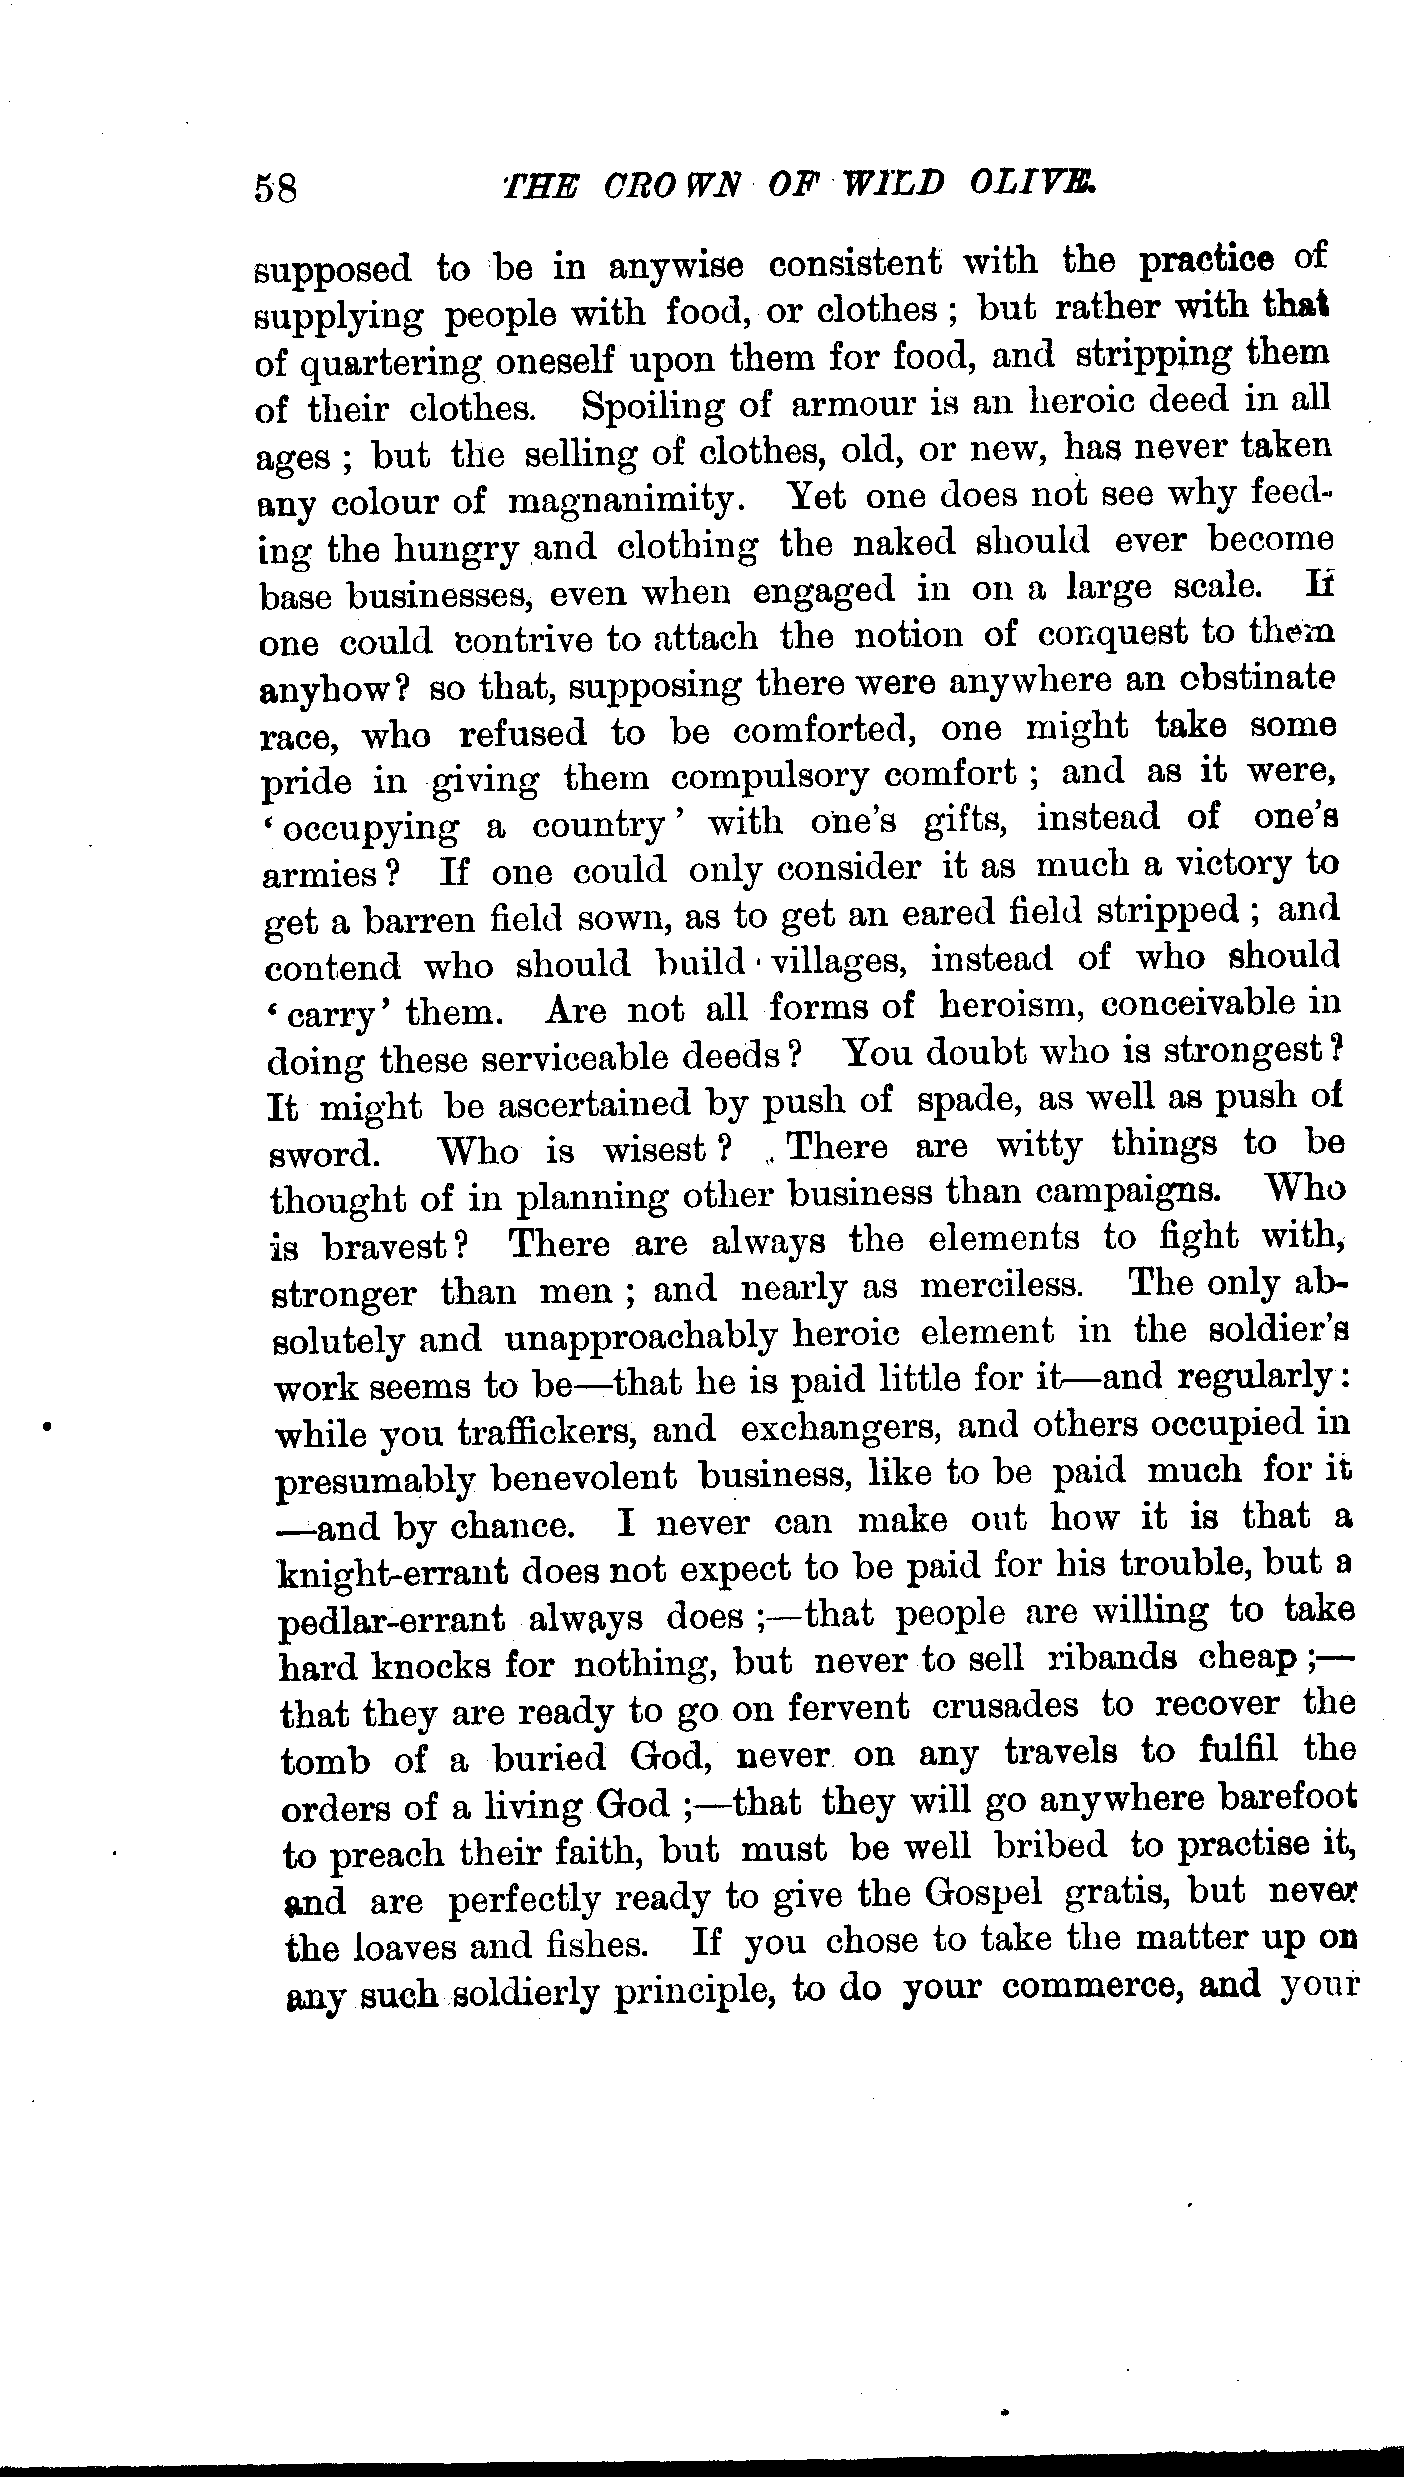 58 THE CROWN OF WILD OLIVE.
supposed to be in anywise consistent with the practice of
supplying people with food, or clothes ; but rather with that
of quartering oneself upon them for food, and stripping them
of their clothes. Spoiling of armour is an heroic deed in all
ages ; but the selling of clothes, old, or new, has never taken
any colour of magnanimity. Yet one does not see why feed-
ing the hungry and clothing the naked should ever become
base businesses, even when engaged in on a large scale. If
one could contrive to attach the notion of conquest to them
anyhow? so that, supposing there were anywhere an obstinate
race, who refused to be comforted, one might take some
pride in giving them compulsory comfort ; and as it were,
‘ occupying a country ’ with one’s gifts, instead of one’s
armies ? If one could only consider it as much a victory to
get a barren field sown, as to get an eared field stripped ; and
contend who should build villages, instead of who should
‘ carry ’ them. Are not all forms of heroism, conceivable in
doing these serviceable deeds ? You doubt who is strongest ?
It might be ascertained by push of spade, as well as push of
sword. Who is wisest ? There are witty things to be
thought of in planning other business than campaigns. Who
is bravest ? There are always the elements to fight with,
stronger than men ; and nearly as merciless. The only ab-
solutely and unapproachably heroic element in the soldier’s
work seems to be—that he is paid little for it—and regularly :
while you traffickers, and exchangers, and others occupied in
presumably benevolent business, like to be paid much for it
—and by chance. I never can make out how it is that a
knight-errant does not expect to be paid for his trouble, but a
pedlar-errant always does ;—that people are willing to take
hard knocks for nothing, but never to sell ribands cheap ;—
that they are ready to go on fervent crusades to recover the
tomb of a buried God, never on any travels to fulfil the
orders of a living God ;—that they will go anywhere barefoot
to preach their faith, but must be well bribed to practise it,
and are perfectly ready to give the Gospel gratis, but never
the loaves and fishes. If you chose to take the matter up on
any such soldierly principle, to do your commerce, and your